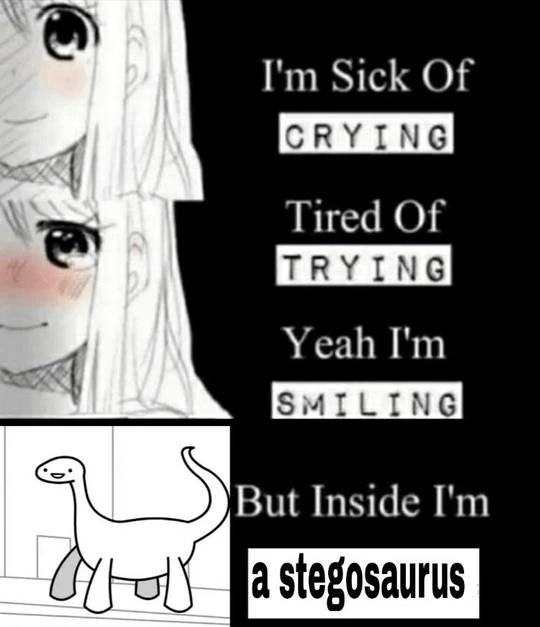 I'm Sick Of
CRYING
Tired Of
TRYING
Yeah I'm
SMILING
But Inside I'm
a stegosaurus